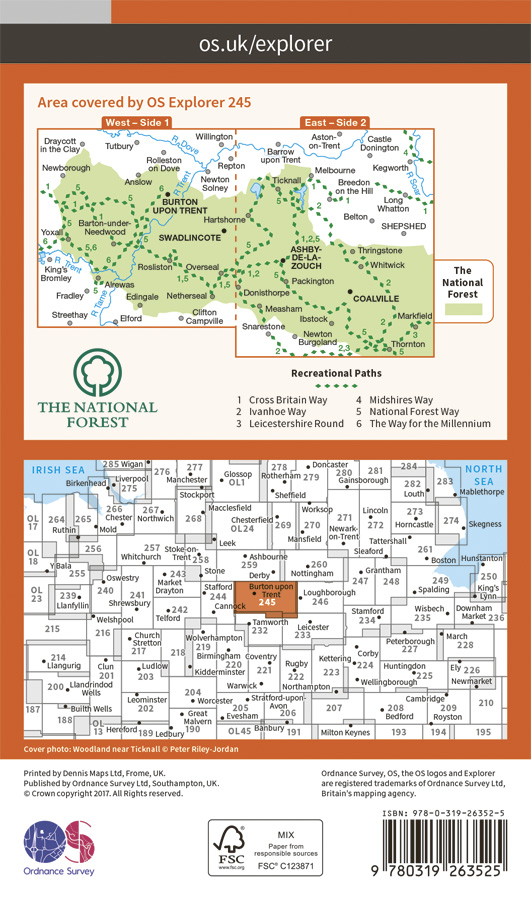 os.uk/explorer
Area covered by OS Explorer 245
West – Side 1
East – Side 2
Draycott
in the Clay
Tutbury
R Dove
Willington
Aston-
on-Trent
Castle
Donington
Rolleston
on Dove
Repton
Barrow
upon Trent
Kegworth
Newborough
Anslow
R Trent
Newton
Solney
Ticknall
Melbourne
Breedon
on the Hill
R Soar
BURTON
UPON TRENT
Long
Whatton
Barton-under-
Needwood
Hartshorne
Belton
SHEPSHED
Yoxall
SWADLINCOTE
ASHBY-
DE-LA-
ZOUCH
Thringstone
Whitwick
R Trent
King's
Bromley
Rosliston
Overseal
Packington
Alrewas
Donisthorpe
COALVILLE
Fradley
R Tame
Edingale
Netherseal
Measham
Markfield
Streethay
Elford
Clifton
Campville
Snarestone
Ibstock
Newton
Burgoland
Thornton
5
6
5,6
1,5
1,2
1,2,5
2,3
1
2
3
4
The
National
Forest
THE NATIONAL
FOREST
Recreational Paths
1 Cross Britain Way
2 Ivanhoe Way
3 Leicestershire Round
4 Midshires Way
5 National Forest Way
6 The Way for the Millennium
IRISH SEA
NORTH
SEA
285 Wigan
276
277
Manchester
Glossop
OL1
278
Rotherham
Doncaster
279
280
Gainsborough
281
284
282
Louth
283
Mablethorpe
Birkenhead
Liverpool
275
Stockport
Sheffield
OL
17
264
Ruthin
265
266
Chester
Mold
267
Northwich
268
Macclesfield
OL24
Chesterfield
269
Worksop
270
Mansfield
271
Newark-
on-Trent
Lincoln
272
273
Horncastle
274
Skegness
OL
18
256
257
Whitchurch
Stoke-on-
Trent
258
Leek
Ashbourne
259
Derby
260
Nottingham
Sleaford
Tattershall
261
Boston
Hunstanton
Y Bala
255
Oswestry
243
Market
Drayton
Stone
Stafford
244
Burton upon
Trent
245
Loughborough
246
Grantham
247
248
249
Spalding
250
King's
Lynn
OL
23
239
Llanfyllin
240
241
Shrewsbury
242
Telford
Cannock
Tamworth
232
Leicester
233
Stamford
234
Wisbech
235
Downham
Market 236
215
Welshpool
216
Church
Stretton
217
218
Wolverhampton
219
Birmingham
220
Coventry
221
Rugby
222
Kettering
223
Corby
224
Peterborough
227
March
228
214
Llangurig
Clun
201
Ludlow
203
Kidderminster
Warwick
Northampton
Wellingborough
Huntingdon
225
Ely 226
Newmarket
200
Llandrindod
Wells
Leominster
202
204
Worcester
205
Stratford-upon-
Avon
206
207
208
Bedford
Cambridge
209
Royston
210
187
188
Builth Wells
OL
13
Hereford
189
Ledbury
Great
Malvern
190
Evesham
OL45
Banbury
191
Milton Keynes
193
194
195
Cover photo: Woodland near Ticknall © Peter Riley-Jordan
Printed by Dennis Maps Ltd, Frome, UK.
Published by Ordnance Survey Ltd, Southampton, UK.
© Crown copyright 2017. All rights reserved.
Ordnance Survey, OS, the OS logos and Explorer
are registered trademarks of Ordnance Survey Ltd,
Britain's mapping agency.
OS
Ordnance Survey
FSC
www.fsc.org
MIX
Paper from
responsible sources
FSC® C123871
ISBN: 978-0-319-26352-5
9 780319 263525